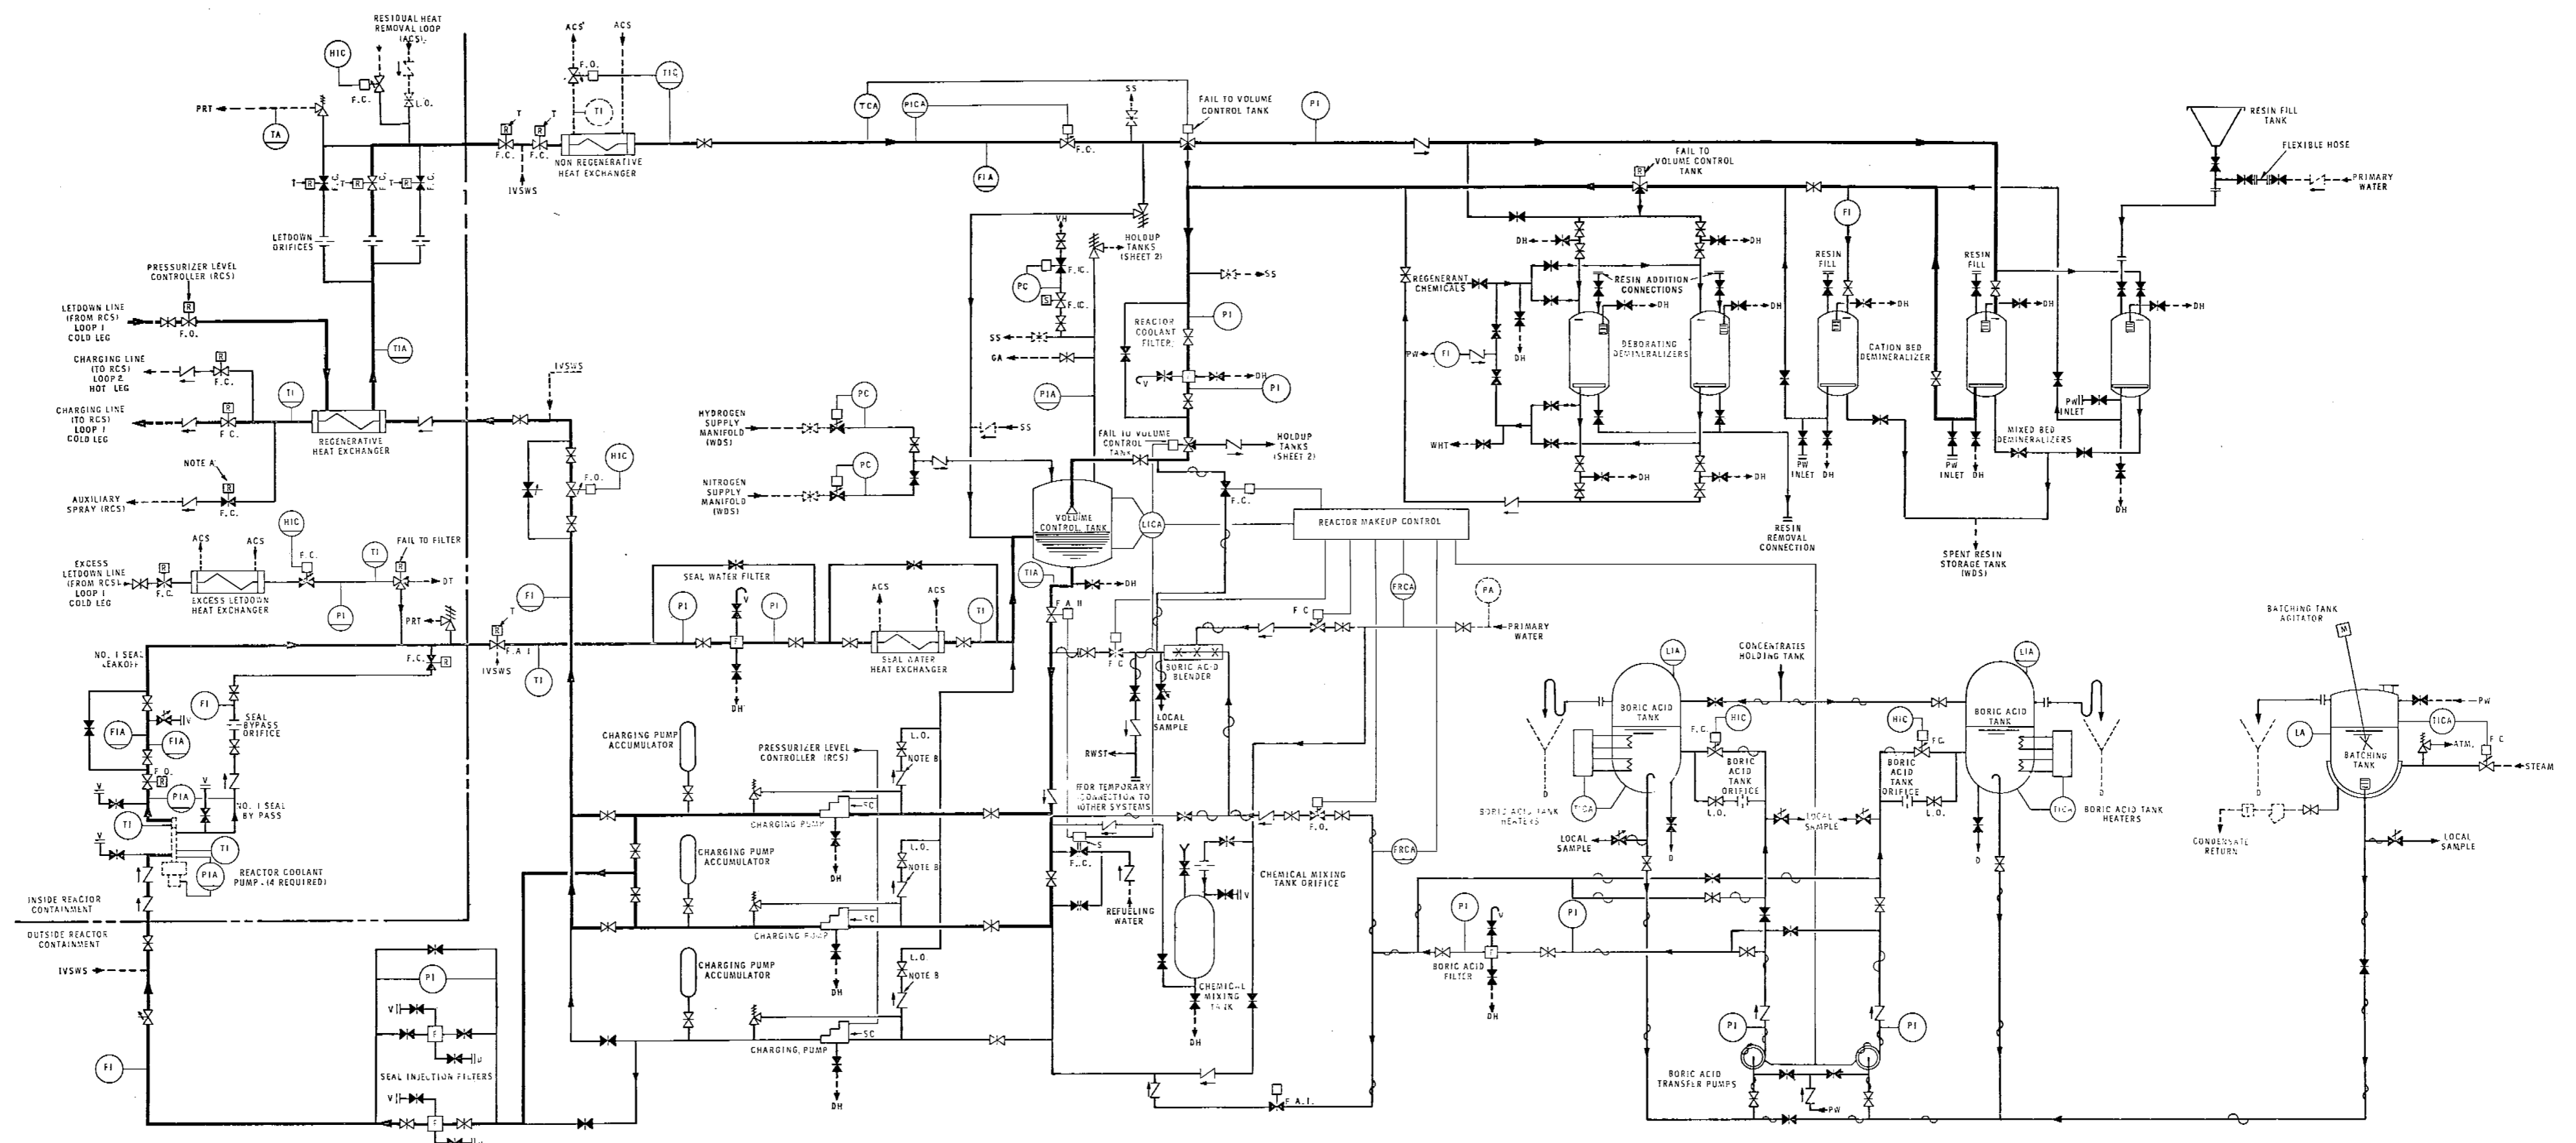 RESIDUAL HEAT
REMOVAL LOOP
(ACS)
HIC
F.C.
L.O.
PRT
TA
ACS
ACS
F.O.
TIC
TI
T
T
R
R
F.C.
F.C.
IVSWS
NON REGENERATIVE
HEAT EXCHANGER
TCA
PICA
F.O.
FIA
SS
FAIL TO VOLUME
CONTROL TANK
PI
RESIN FILL
TANK
FLEXIBLE HOSE
PRIMARY
WATER
T
R
T
R
T
R
F.C.
LETDOWN
ORIFICES
PRESSURIZER LEVEL
CONTROLLER (RCS)
R
F.O.
LETDOWN LINE
(FROM RCS)
LOOP 1
COLD LEG
TIA
CHARGING LINE
(TO RCS)
LOOP 2
HOT LEG
R
F.C.
CHARGING LINE
(TO RCS)
LOOP 1
COLD LEG
R
F.C.
TI
REGENERATIVE
HEAT EXCHANGER
IVSWS
NOTE A
R
F.C.
AUXILIARY
SPRAY (RCS)
HIC
F.O.
VH
PC
S
HOLDUP
TANKS
(SHEET 2)
SS
GA
PIA
SS
SS
REACTOR
COOLANT
FILTER
PI
V
F
DH
PI
FAIL TO VOLUME
CONTROL
TANK
HOLDUP
TANKS
(SHEET 2)
HYDROGEN
SUPPLY
MANIFOLD
(WDS)
PC
NITROGEN
SUPPLY
MANIFOLD
(WDS)
PC
VOLUME
CONTROL TANK
LICA
F.C.
REACTOR MAKEUP CONTROL
FAIL TO
VOLUME CONTROL
TANK
R
FI
DH
DH
REGENERANT
CHEMICALS
RESIN ADDITION
CONNECTIONS
DH
DH
PW
FI
DH
DEBORATING
DEMINERALIZERS
WHT
DH
DH
RESIN
REMOVAL
CONNECTION
RESIN
FILL
DH
CATION BED
DEMINERALIZER
PW
INLET
DH
RESIN
FILL
DH
PW
INLET
DH
MIXED BED
DEMINERALIZERS
PW
INLET
DH
DH
SPENT RESIN
STORAGE TANK
(WDS)
EXCESS
LETDOWN LINE
(FROM RCS)
LOOP 1
COLD LEG
R
F.C.
ACS
ACS
EXCESS LETDOWN
HEAT EXCHANGER
HIC
F.C.
PI
TI
FAIL TO FILTER
R
DT
PRT
T
R
F.A.I.
IVSWS
TI
FI
SEAL WATER FILTER
PI
V
F
PI
DH
ACS
ACS
SEAL WATER
HEAT EXCHANGER
TI
TIA
DH
NO. 1 SEAL
F.C.
R
FI
SEAL
BYPASS
ORIFICE
V
FIA
FIA
F.O.
R
V
PIA
V
NO. 1 SEAL
BY PASS
TI
V
TI
PIA
REACTOR COOLANT
PUMP-(4 REQUIRED)
INSIDE REACTOR
CONTAINMENT
OUTSIDE REACTOR
CONTAINMENT
IVSWS
FI
PI
V
F
V
SEAL INJECTION FILTERS
V
F
CHARGING PUMP
ACCUMULATOR
PRESSURIZER LEVEL
CONTROLLER (RCS)
L.O.
NOTE B
SC
CHARGING PUMP
DH
CHARGING PUMP
ACCUMULATOR
L.O.
NOTE B
SC
CHARGING PUMP
DH
CHARGING PUMP
ACCUMULATOR
L.O.
NOTE B
SC
CHARGING PUMP
DH
FRCA
PA
F C
PRIMARY
WATER
F C
BORIC ACID
BLENDER
LOCAL
SAMPLE
RWST
FOR TEMPORARY
CONNECTION TO
OTHER SYSTEMS
F.O.
FRCA
S
F.C.
REFUELING
WATER
V
CHEMICAL MIXING
TANK ORIFICE
CHEMICAL
MIXING
TANK
DH
F.A.I.
PI
V
F
BORIC ACID
FILTER
DH
PI
CONCENTRATES
HOLDING TANK
LIA
BORIC ACID
TANK
D
TICA
BORIC ACID TANK
HEATERS
HIC
F.C.
BORIC
ACID
TANK
ORIFICE
L.O.
LOCAL
SAMPLE
D
LOCAL
SAMPLE
HIC
F.C.
BORIC
ACID
TANK
ORIFICE
L.O.
LIA
BORIC ACID
TANK
D
TICA
BORIC ACID TANK
HEATERS
D
PI
PI
BORIC ACID
TRANSFER PUMPS
PW
BATCHING TANK
AGITATOR
M
PW
TICA
F C
ATM.
STEAM
LA
BATCHING
TANK
D
T
CONDENSATE
RETURN
LOCAL
SAMPLE